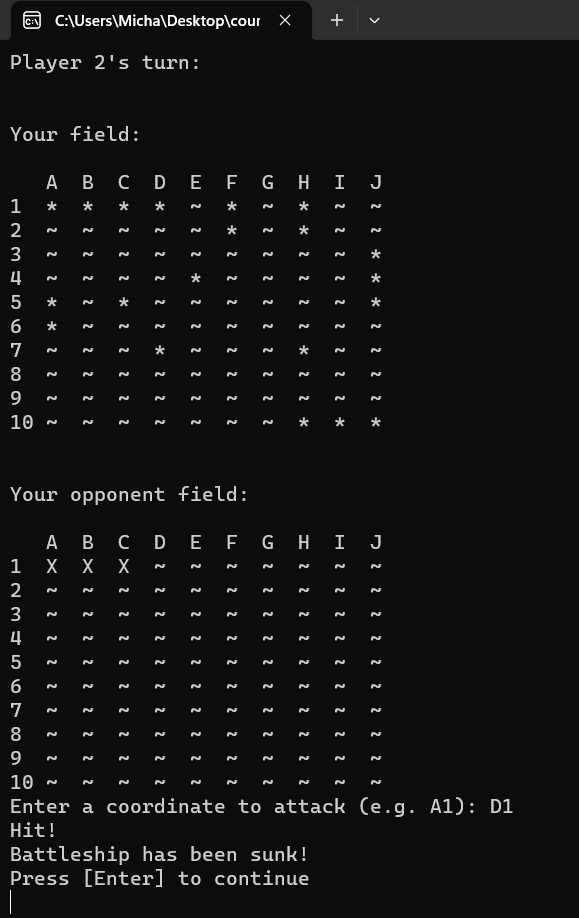 C:\Users\Micha\Desktop\cour
Player 2's turn:
Your field:
   A  B  C  D  E  F  G  H  I  J
1  *  *  *  *  ~  *  ~  *  ~  ~
2  ~  ~  ~  ~  ~  *  ~  *  ~  ~
3  ~  ~  ~  ~  ~  ~  ~  ~  ~  *
4  ~  ~  ~  ~  *  ~  ~  ~  ~  *
5  *  ~  *  ~  ~  ~  ~  ~  ~  *
6  *  ~  ~  ~  ~  ~  ~  ~  ~  ~
7  ~  ~  ~  *  ~  ~  ~  *  ~  ~
8  ~  ~  ~  ~  ~  ~  ~  ~  ~  ~
9  ~  ~  ~  ~  ~  ~  ~  ~  ~  ~
10 ~  ~  ~  ~  ~  ~  ~  *  *  *
Your opponent field:
   A  B  C  D  E  F  G  H  I  J
1  X  X  X  ~  ~  ~  ~  ~  ~  ~
2  ~  ~  ~  ~  ~  ~  ~  ~  ~  ~
3  ~  ~  ~  ~  ~  ~  ~  ~  ~  ~
4  ~  ~  ~  ~  ~  ~  ~  ~  ~  ~
5  ~  ~  ~  ~  ~  ~  ~  ~  ~  ~
6  ~  ~  ~  ~  ~  ~  ~  ~  ~  ~
7  ~  ~  ~  ~  ~  ~  ~  ~  ~  ~
8  ~  ~  ~  ~  ~  ~  ~  ~  ~  ~
9  ~  ~  ~  ~  ~  ~  ~  ~  ~  ~
10 ~  ~  ~  ~  ~  ~  ~  ~  ~  ~
Enter a coordinate to attack (e.g. A1): D1
Hit!
Battleship has been sunk!
Press [Enter] to continue